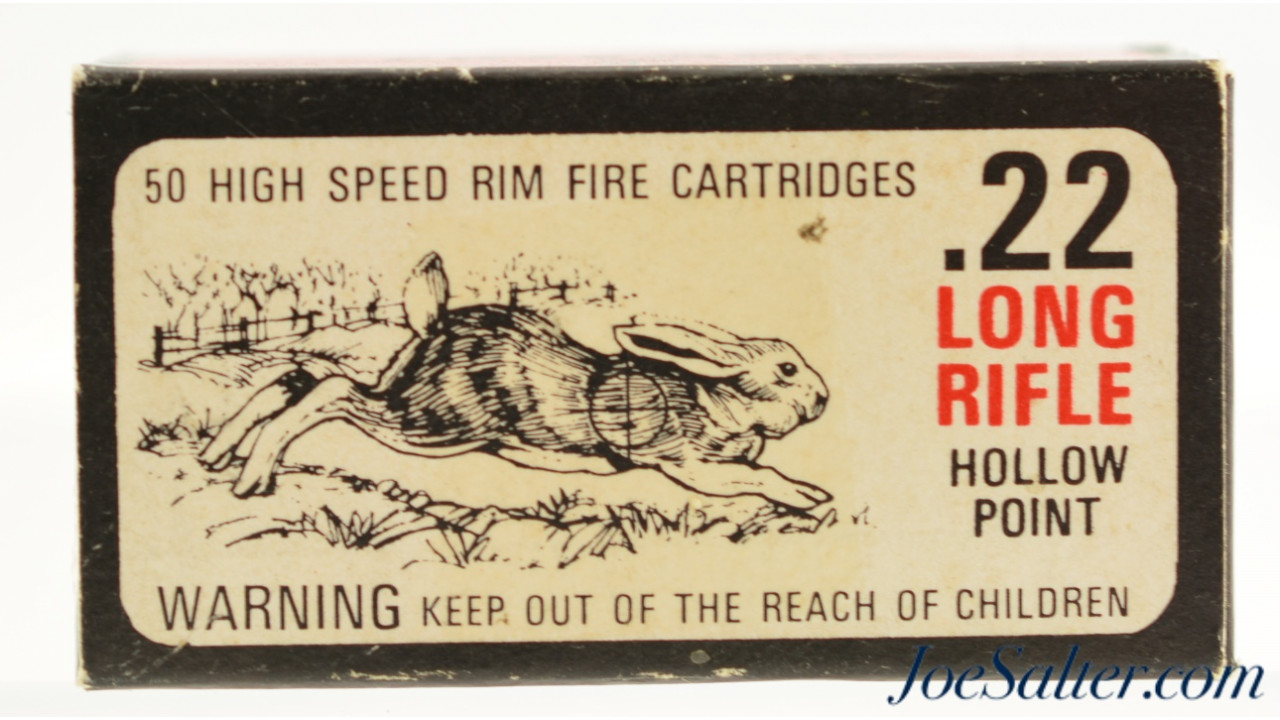 50 HIGH SPEED RIM FIRE CARTRIDGES
.22
LONG
RIFLE
HOLLOW
POINT
WARNING KEEP OUT OF THE REACH OF CHILDREN
JoeSalter.com